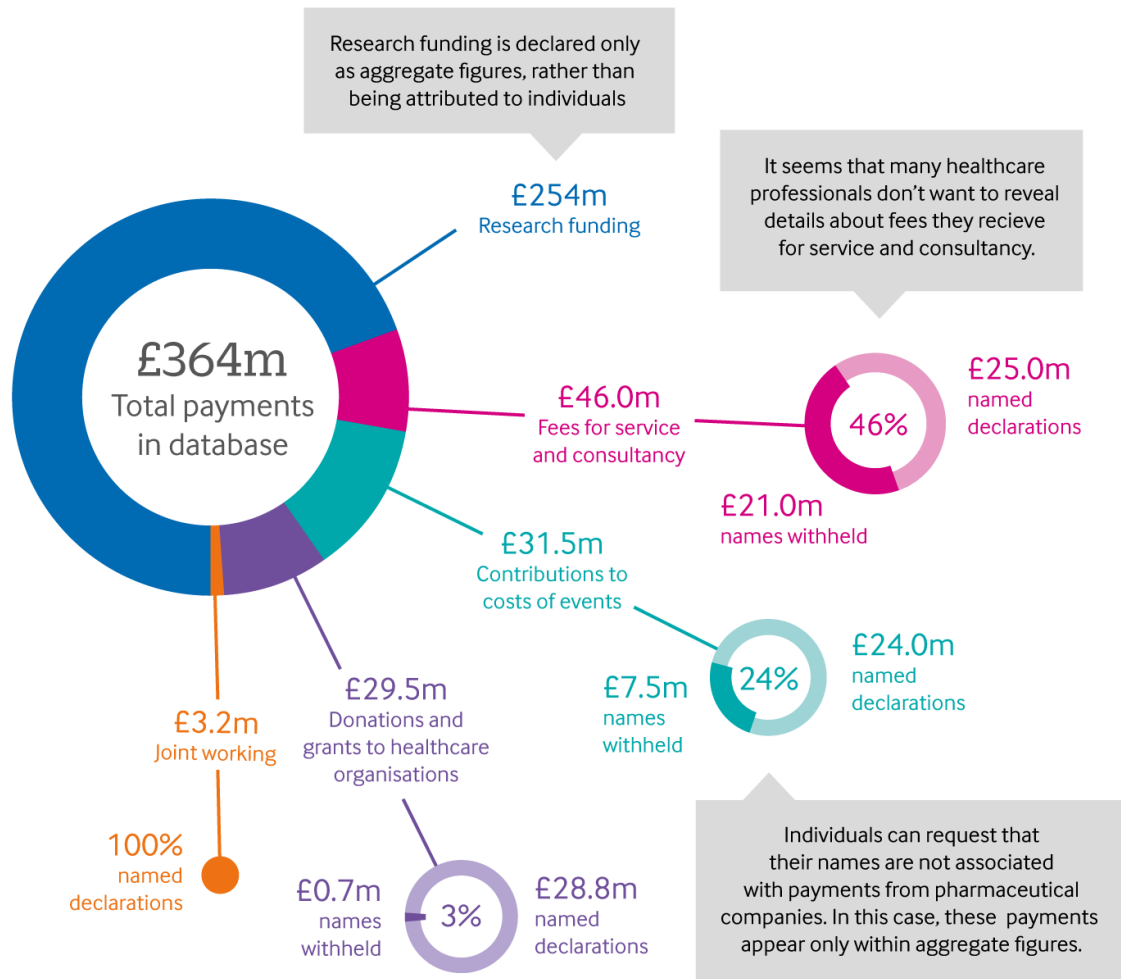 Research funding is declared only
as aggregate figures, rather than
being attributed to individuals
It seems that many healthcare
professionals don’t want to reveal
details about fees they recieve
for service and consultancy.
£254m
Research funding
£364m
Total payments
in database
£46.0m
Fees for service
and consultancy
46%
£25.0m
named
declarations
£21.0m
names withheld
£31.5m
Contributions to
costs of events
24%
£24.0m
named
declarations
£7.5m
names
withheld
£29.5m
Donations and
grants to healthcare
organisations
£3.2m
Joint working
100%
named
declarations
£0.7m
names
withheld
3%
£28.8m
named
declarations
Individuals can request that
their names are not associated
with payments from pharmaceutical
companies. In this case, these payments
appear only within aggregate figures.